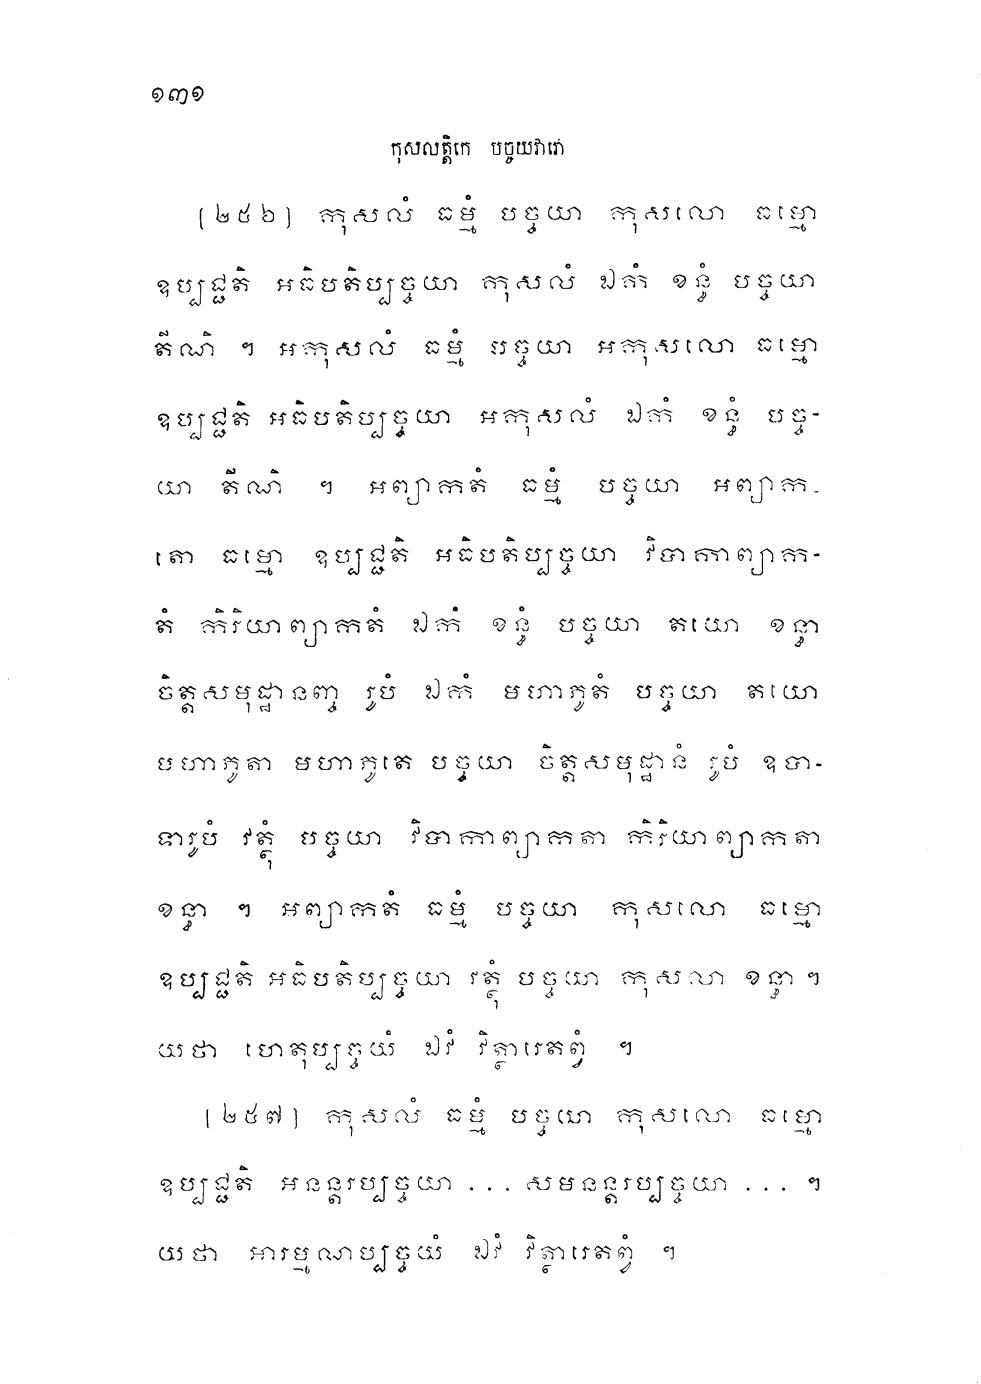 ១៣១
កុសលត្តិកេ បច្ចយវារោ
(២៥៦) កុសលំ ធម្មំ បច្ចយា កុសលោ ធម្មោ
ឧប្បជ្ជតិ អធិបតិប្បច្ចយា កុសលំ ឯកំ ខន្ធំ បច្ចយា
តីណិ ។ អកុសលំ ធម្មំ បច្ចយា អកុសលោ ធម្មោ
ឧប្បជ្ជតិ អធិបតិប្បច្ចយា អកុសលំ ឯកំ ខន្ធំ បច្ច-
យា តីណិ ។ អព្យាកតំ ធម្មំ បច្ចយា អព្យាក-
តោ ធម្មោ ឧប្បជ្ជតិ អធិបតិប្បច្ចយា វិបាកាព្យាក-
តំ កិរិយាព្យាកតំ ឯកំ ខន្ធំ បច្ចយា តយោ ខន្ធា
ចិត្តសមុដ្ឋានញ្ច រូបំ ឯកំ មហាភូតំ បច្ចយា តយោ
មហាភូតា មហាភូតេ បច្ចយា ចិត្តសមុដ្ឋានំ រូបំ ឧបា-
ទារូបំ វត្ថុំ បច្ចយា វិបាកាព្យាកតា កិរិយាព្យាកតា
ខន្ធា ។ អព្យាកតំ ធម្មំ បច្ចយា កុសលោ ធម្មោ
ឧប្បជ្ជតិ អធិបតិប្បច្ចយា វត្ថុំ បច្ចយា កុសលា ខន្ធា ។
យថា ហេតុប្បច្ចយំ ឯវំ វិត្ថារេតព្វំ ។
(២៥៧) កុសលំ ធម្មំ បច្ចយា កុសលោ ធម្មោ
ឧប្បជ្ជតិ អនន្តរប្បច្ចយា ... សមនន្តរប្បច្ចយា ... ។
យថា អារម្មណប្បច្ចយំ ឯវំ វិត្ថារេតព្វំ ។